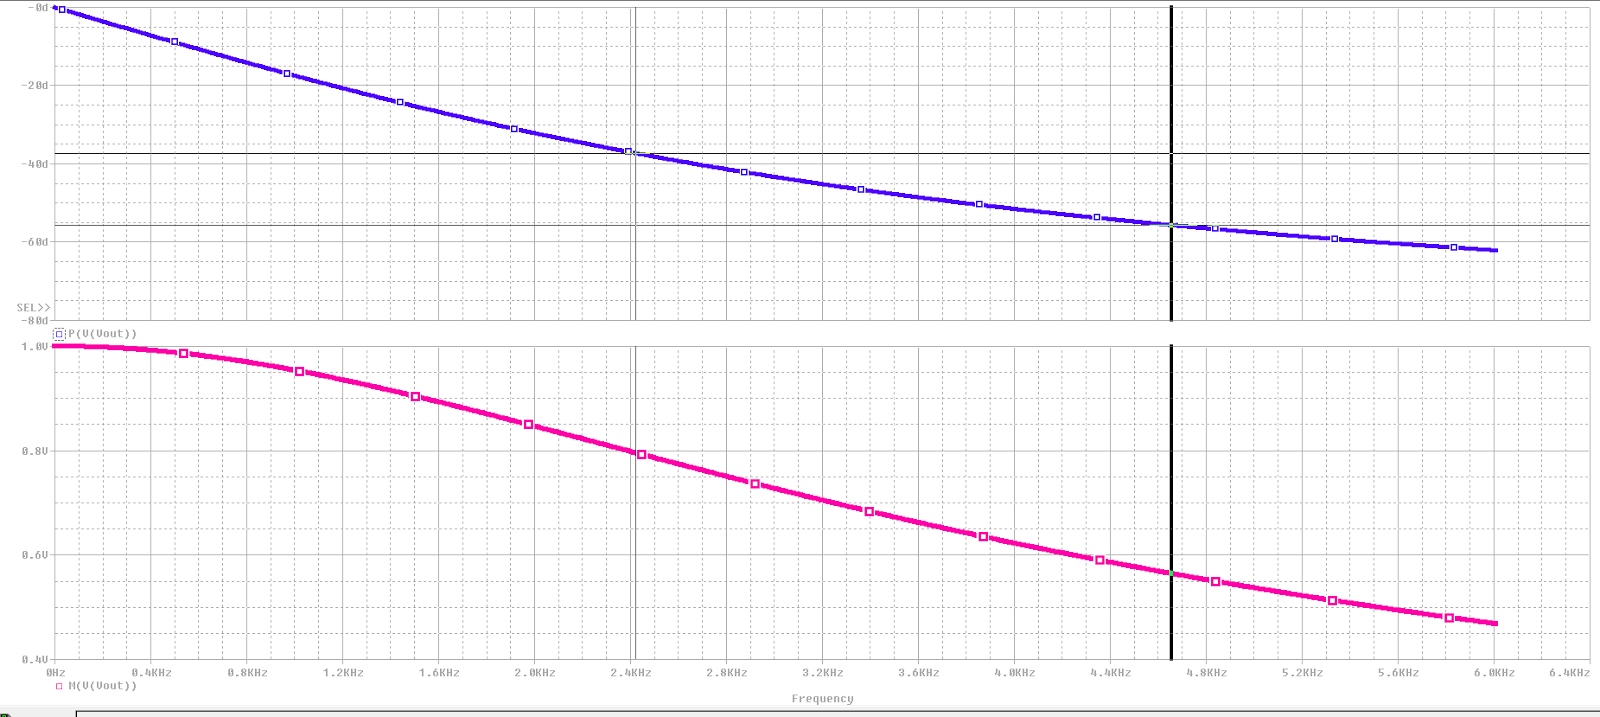 -0d
-20d
-40d
-60d
SEL>>
-80d
P(V(Vout))
1.0V
0.8V
0.6V
0.4V
0Hz 0.4KHz 0.8KHz 1.2KHz 1.6KHz 2.0KHz 2.4KHz 2.8KHz 3.2KHz 3.6KHz 4.0KHz 4.4KHz 4.8KHz 5.2KHz 5.6KHz 6.0KHz 6.4KHz
M(V(Vout))
Frequency